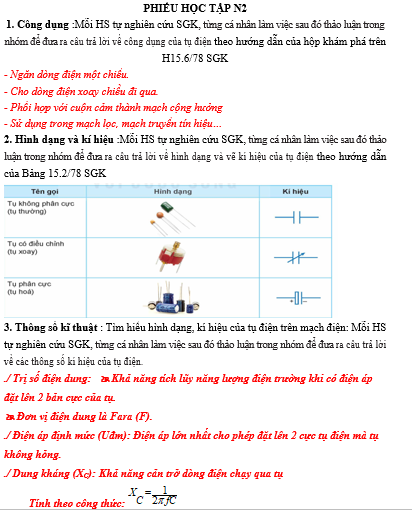 PHIẾU HỌC TẬP N2
1. Công dụng :Mỗi HS tự nghiên cứu SGK, từng cá nhân làm việc sau đó thảo luận trong
nhóm để đưa ra câu trả lời về công dụng của tụ điện theo hướng dẫn của hộp khám phá trên
H15.6/78 SGK
- Ngăn dòng điện một chiều.
- Cho dòng điện xoay chiều đi qua.
- Phối hợp với cuộn cảm thành mạch cộng hưởng
- Sử dụng trong mạch lọc, mạch truyền tín hiệu...
2. Hình dạng và kí hiệu :Mỗi HS tự nghiên cứu SGK, từng cá nhân làm việc sau đó thảo
luận trong nhóm để đưa ra câu trả lời về hình dạng và vẽ kí hiệu của tụ điện theo hướng dẫn
của Bảng 15.2/78 SGK
Tên gọi Hình dạng Kí hiệu
Tụ không phân cực
(tụ thường)
Tụ có điều chỉnh
(tụ xoay)
Tụ phân cực
(tụ hoá)
3. Thông số kĩ thuật : Tìm hiểu hình dạng, kí hiệu của tụ điện trên mạch điện: Mỗi HS
tự nghiên cứu SGK, từng cá nhân làm việc sau đó thảo luận trong nhóm để đưa ra câu trả lời
về các thông số kí hiệu của tụ điện.
./ Trị số điện dung: Khả năng tích lũy năng lượng điện trường khi có điện áp
đặt lên 2 bản cực của tụ.
Đơn vị điện dung là Fara (F).
./ Điện áp định mức (Uđm): Điện áp lớn nhất cho phép đặt lên 2 cực tụ điện mà tụ
không hỏng.
./ Dung kháng (Xc): Khả năng cản trở dòng điện chạy qua tụ
Tính theo công thức: X_C = 1/2πfC